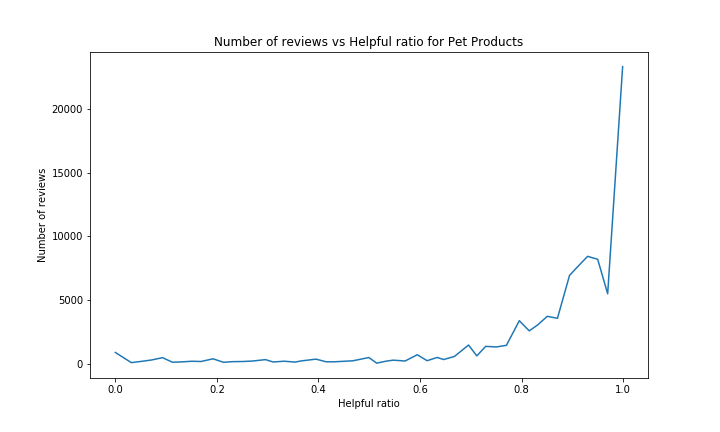 Number of reviews vs Helpful ratio for Pet Products
20000
15000
10000
5000
0
Number of reviews
0.0 0.2 0.4 0.6 0.8 1.0
Helpful ratio